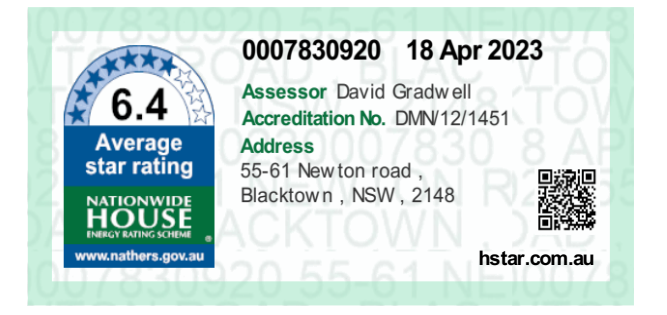 0007830920 18 Apr 2023
6.4
Average
star rating
NATIONWIDE
HOUSE
ENERGY RATING SCHEME ®
www.nathers.gov.au
Assessor David Gradwell
Accreditation No. DMN/12/1451
Address
55-61 Newton road ,
Blacktown , NSW , 2148
hstar.com.au